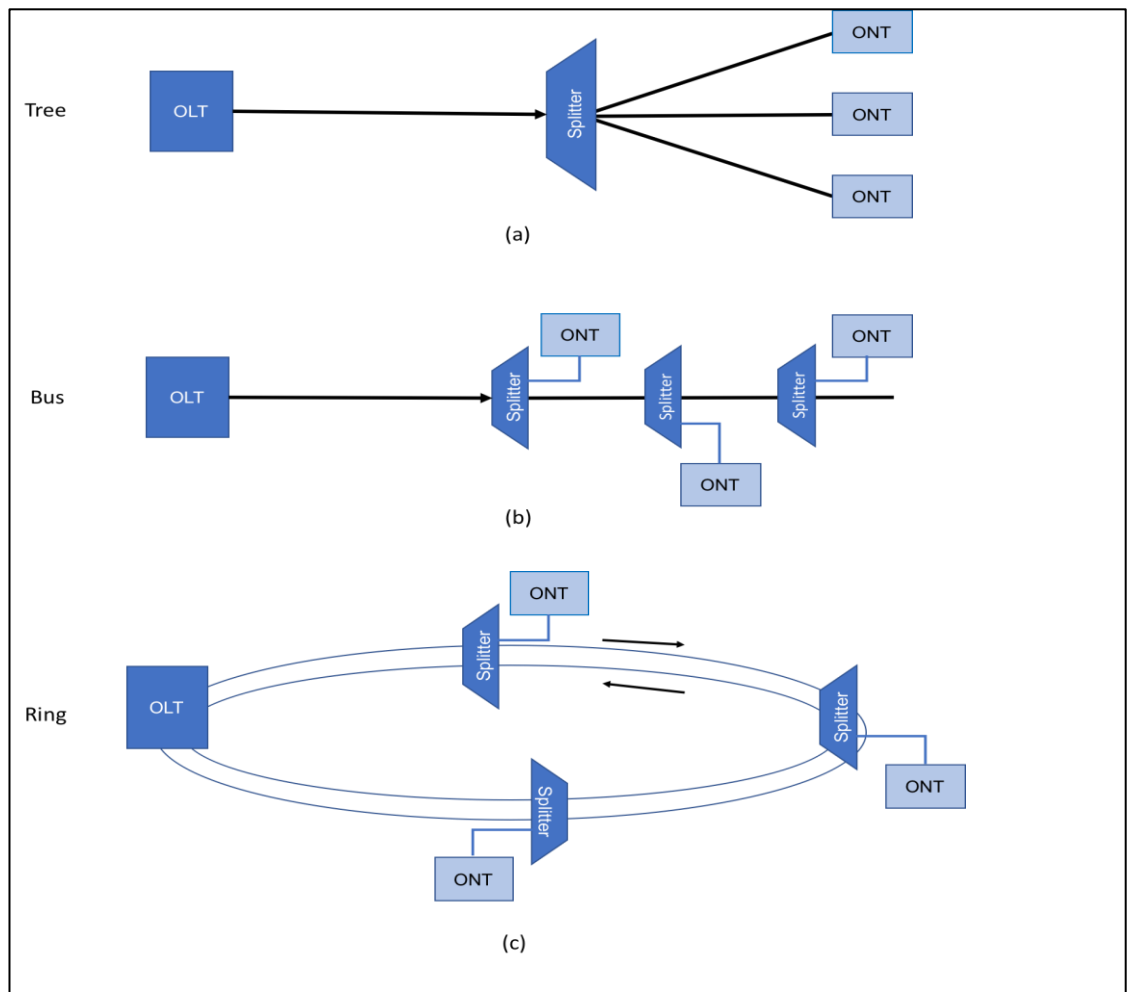 Tree
OLT
Splitter
ONT
ONT
ONT
(a)
Bus
OLT
Splitter
ONT
Splitter
ONT
Splitter
ONT
(b)
Ring
OLT
Splitter
ONT
Splitter
ONT
Splitter
ONT
(c)